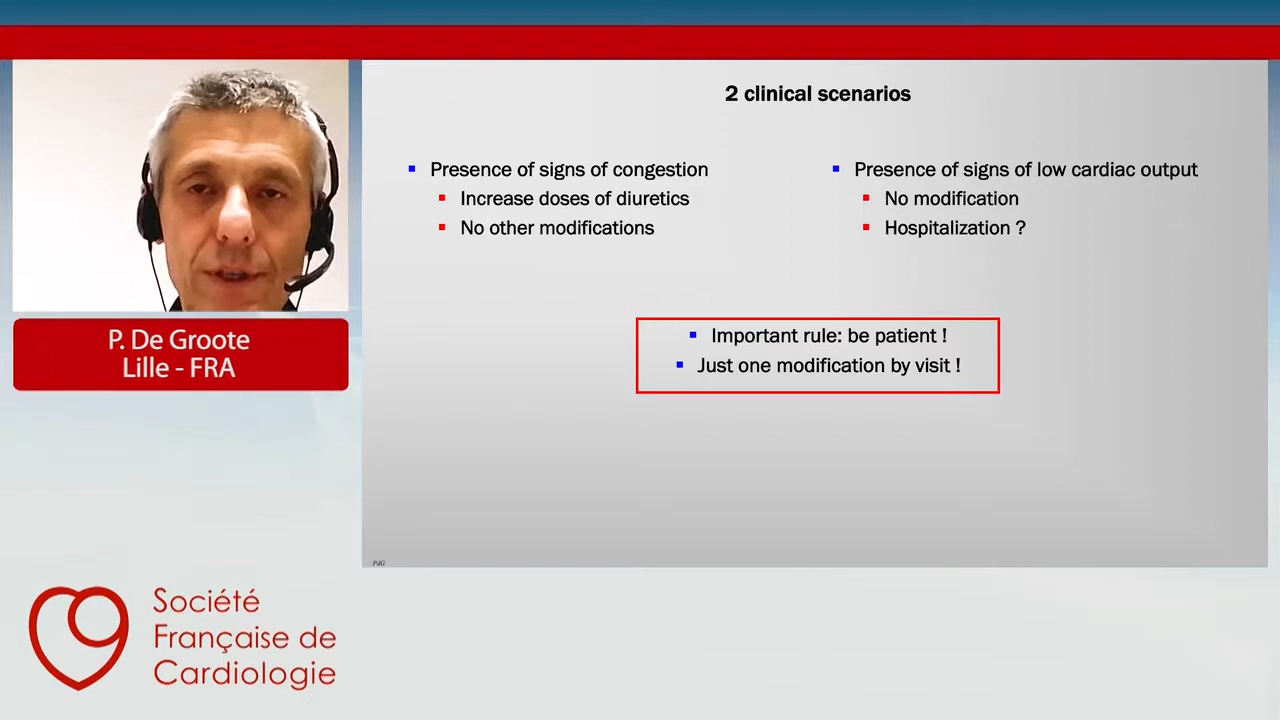 2 clinical scenarios
Presence of signs of congestion
Increase doses of diuretics
No other modifications
Presence of signs of low cardiac output
No modification
Hospitalization ?
Important rule: be patient !
Just one modification by visit !
P. De Groote
Lille - FRA
PdG
Société
Française de
Cardiologie